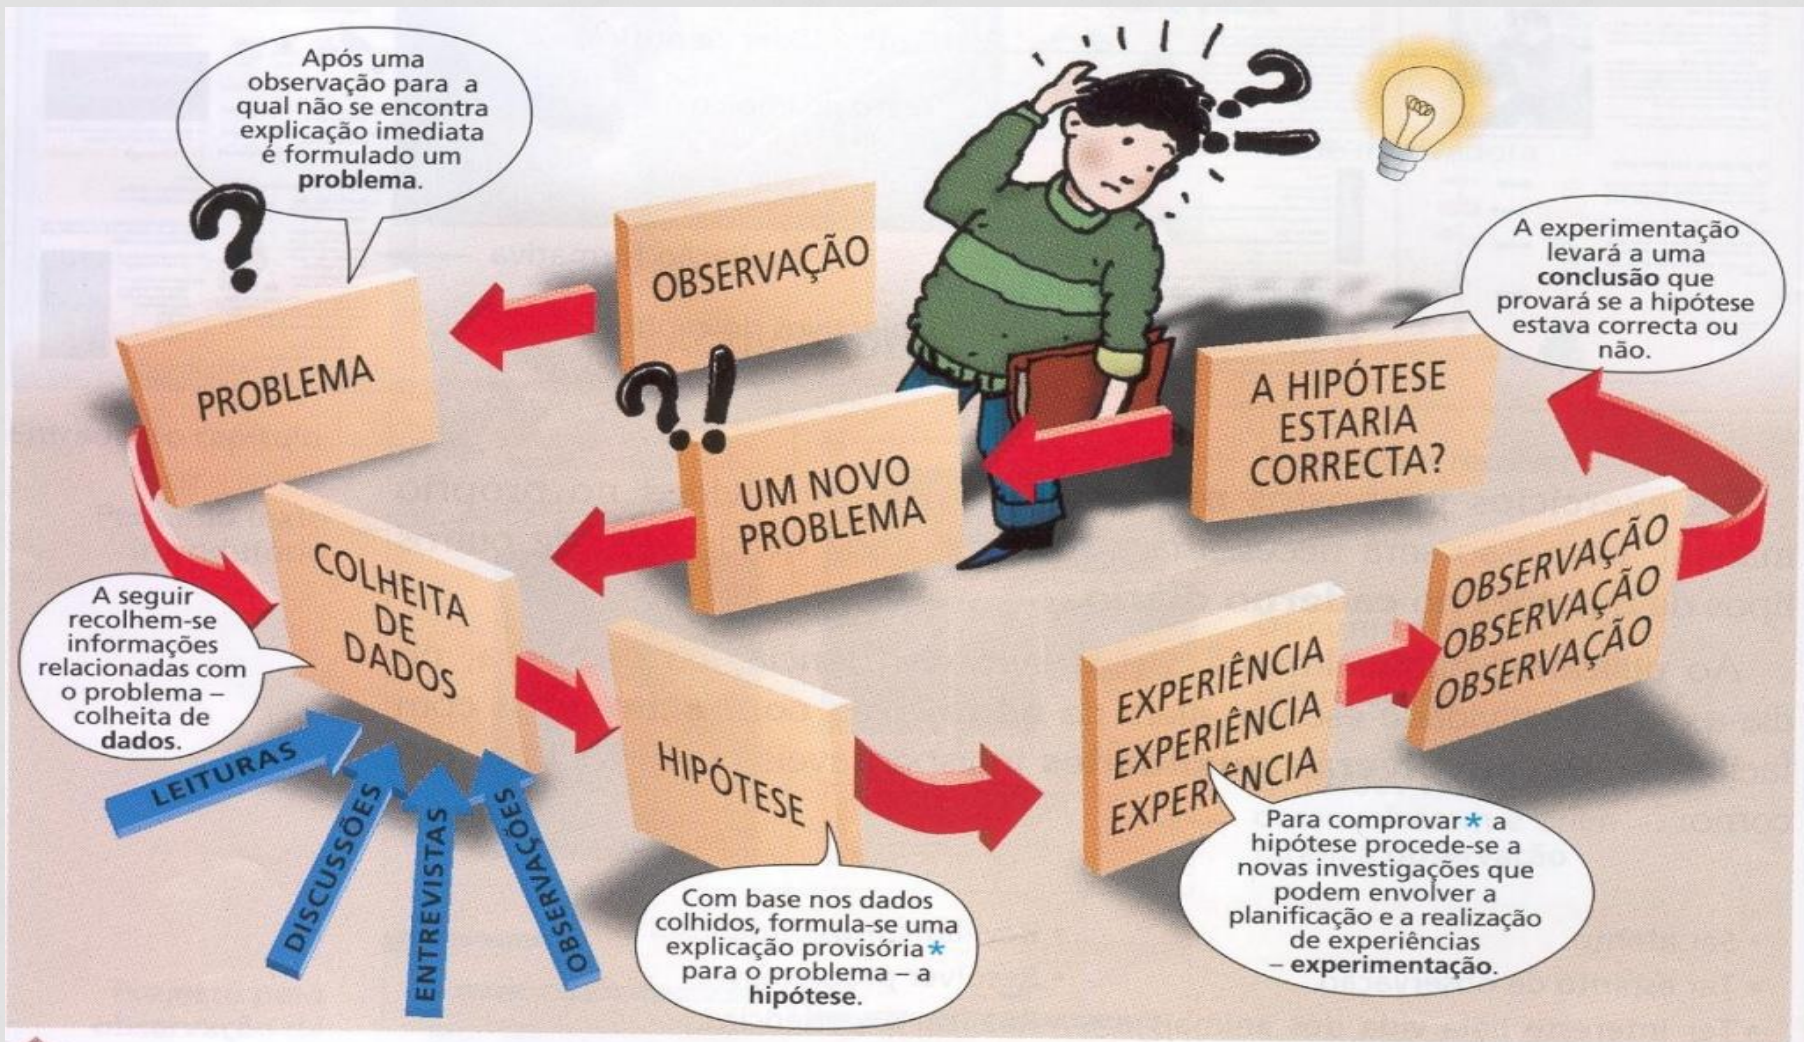 Após uma
observação para a
qual não se encontra
explicação imediata
é formulado um
problema.
OBSERVAÇÃO
PROBLEMA
A experimentação
levará a uma
conclusão que
provará se a hipótese
estava correcta ou
não.
A HIPÓTESE
ESTARIA
CORRECTA?
UM NOVO
PROBLEMA
COLHEITA
DE
DADOS
A seguir
recolhem-se
informações
relacionadas com
o problema –
colheita de
dados.
LEITURAS
DISCUSSÕES
ENTREVISTAS
OBSERVAÇÕES
HIPÓTESE
Com base nos dados
colhidos, formula-se uma
explicação provisória*
para o problema – a
hipótese.
EXPERIÊNCIA
EXPERIÊNCIA
EXPERIÊNCIA
Para comprovar* a
hipótese procede-se a
novas investigações que
podem envolver a
planificação e a realização
de experiências
– experimentação.
OBSERVAÇÃO
OBSERVAÇÃO
OBSERVAÇÃO